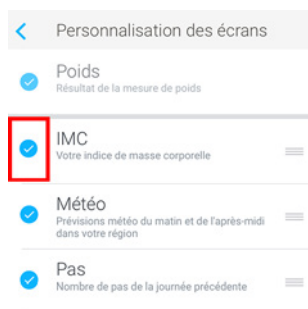 Personnalisation des écrans
Poids
Résultat de la mesure de poids
IMC
Votre indice de masse corporelle
Météo
Prévisions météo du matin et de l'après-midi
dans votre région
Pas
Nombre de pas de la journée précédente